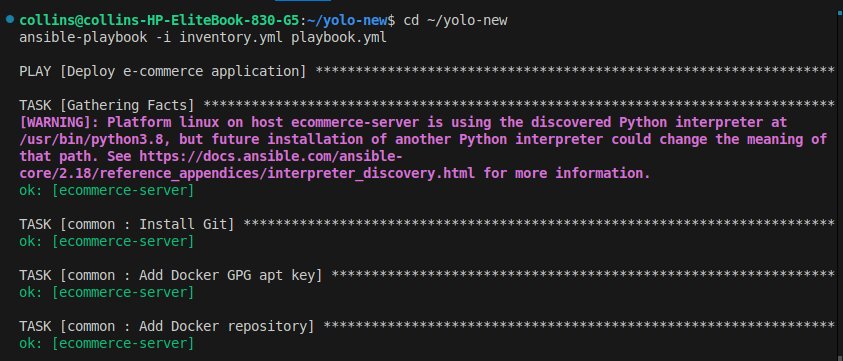 collins@collins-HP-EliteBook-830-G5:~/yolo-new$ cd ~/yolo-new
ansible-playbook -i inventory.yml playbook.yml
PLAY [Deploy e-commerce application] ****************************************************************
TASK [Gathering Facts] ******************************************************************************
[WARNING]: Platform linux on host ecommerce-server is using the discovered Python interpreter at
/usr/bin/python3.8, but future installation of another Python interpreter could change the meaning of
that path. See https://docs.ansible.com/ansible-
core/2.18/reference_appendices/interpreter_discovery.html for more information.
ok: [ecommerce-server]
TASK [common : Install Git] *************************************************************************
ok: [ecommerce-server]
TASK [common : Add Docker GPG apt key] **************************************************************
ok: [ecommerce-server]
TASK [common : Add Docker repository] ***************************************************************
ok: [ecommerce-server]